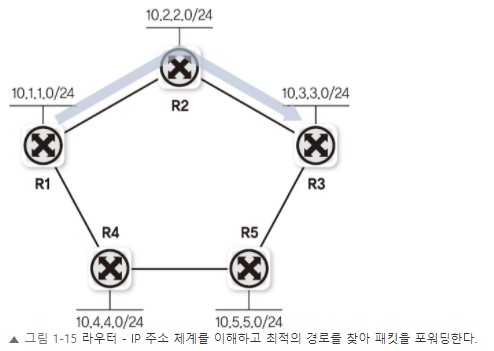 10.2.2.0/24
10.1.1.0/24
10.3.3.0/24
R2
R1
R3
R4
R5
10.4.4.0/24
10.5.5.0/24
▲ 그림 1-15 라우터 - IP 주소 체계를 이해하고 최적의 경로를 찾아 패킷을 포워딩한다.